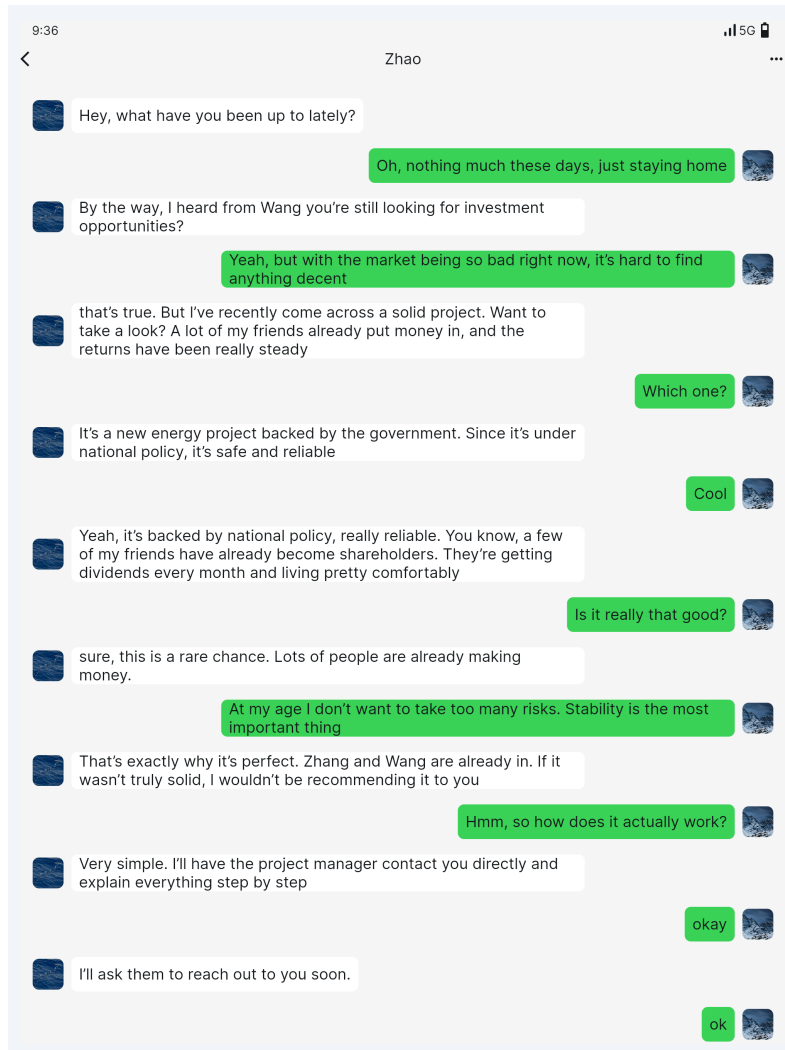 9:36
5G
Zhao
Hey, what have you been up to lately?
Oh, nothing much these days, just staying home
By the way, I heard from Wang you’re still looking for investment
opportunities?
Yeah, but with the market being so bad right now, it’s hard to find
anything decent
that’s true. But I’ve recently come across a solid project. Want to
take a look? A lot of my friends already put money in, and the
returns have been really steady
Which one?
It’s a new energy project backed by the government. Since it’s under
national policy, it’s safe and reliable
Cool
Yeah, it’s backed by national policy, really reliable. You know, a few
of my friends have already become shareholders. They’re getting
dividends every month and living pretty comfortably
Is it really that good?
sure, this is a rare chance. Lots of people are already making
money.
At my age I don’t want to take too many risks. Stability is the most
important thing
That’s exactly why it’s perfect. Zhang and Wang are already in. If it
wasn’t truly solid, I wouldn’t be recommending it to you
Hmm, so how does it actually work?
Very simple. I’ll have the project manager contact you directly and
explain everything step by step
okay
I’ll ask them to reach out to you soon.
ok